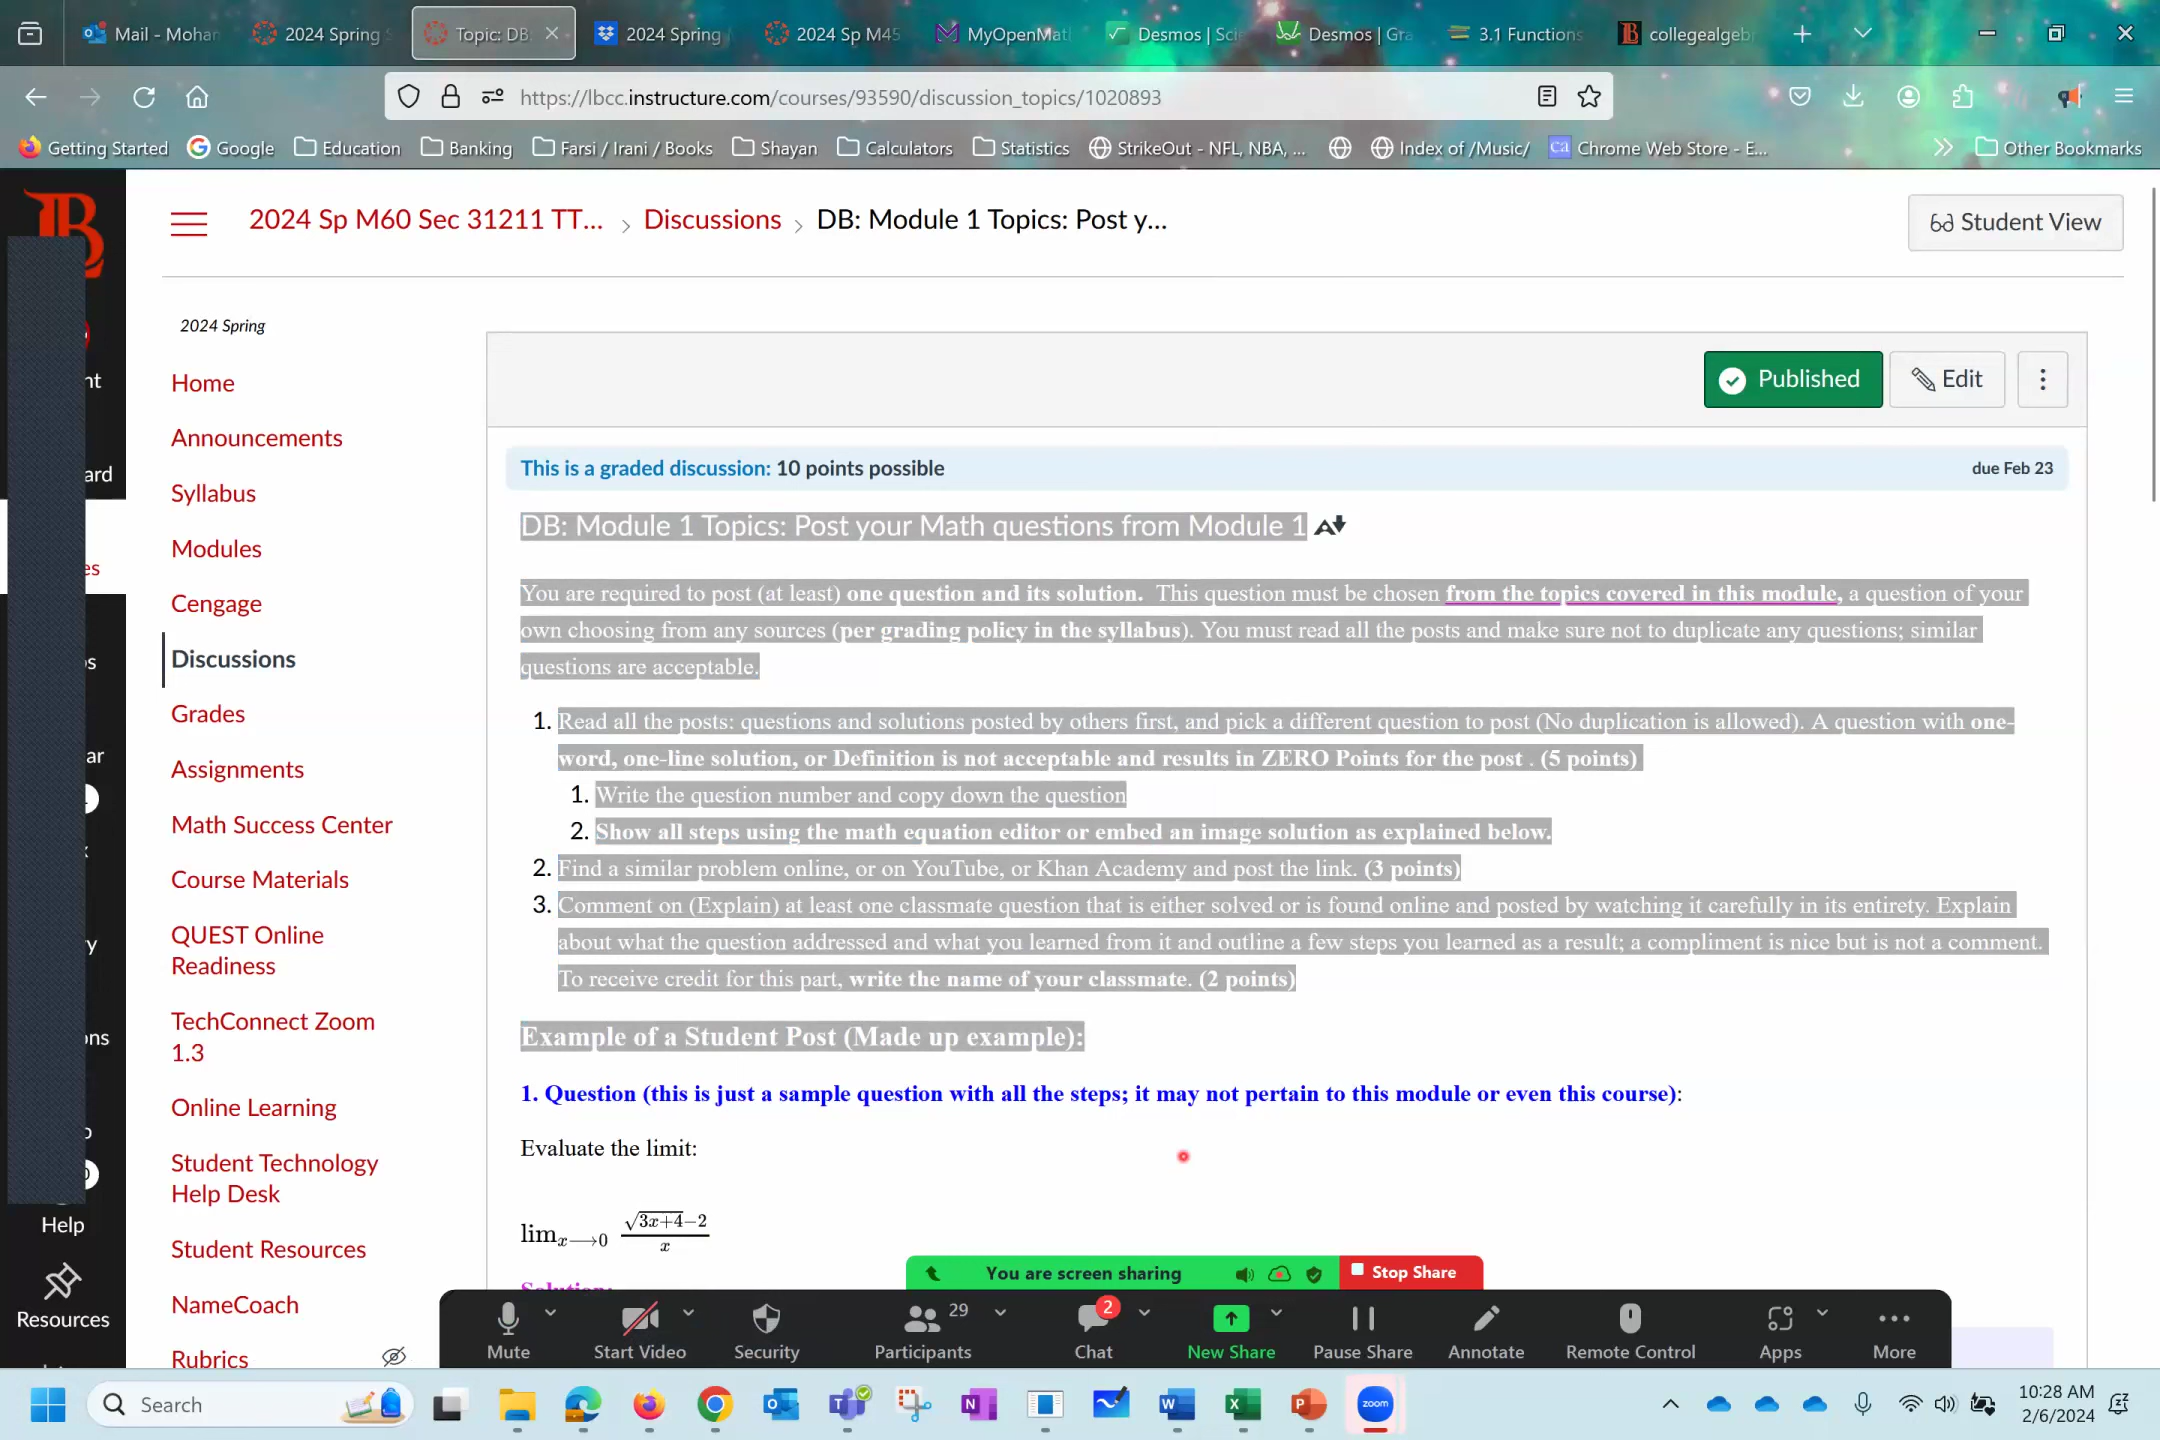 Mail - Mohar
2024 Spring S
Topic: DB:
2024 Spring
2024 Sp M45
MyOpenMat
Desmos | Scie
Desmos | Gra
3.1 Functions
collegealgeb
https://lbcc.instructure.com/courses/93590/discussion_topics/1020893
Getting Started
Google
Education
Banking
Farsi / Irani / Books
Shayan
Calculators
Statistics
StrikeOut - NFL, NBA, ...
Index of /Music/
Chrome Web Store - E...
Other Bookmarks
2024 Sp M60 Sec 31211 TT... > Discussions > DB: Module 1 Topics: Post y...
Student View
2024 Spring
Home
Announcements
Syllabus
Modules
Cengage
Discussions
Grades
Assignments
Math Success Center
Course Materials
QUEST Online
Readiness
TechConnect Zoom
1.3
Online Learning
Student Technology
Help Desk
Student Resources
NameCoach
Rubrics
Help
Resources
Published
Edit
This is a graded discussion: 10 points possible
due Feb 23
DB: Module 1 Topics: Post your Math questions from Module 1
You are required to post (at least) one question and its solution.  This question must be chosen from the topics covered in this module, a question of your
own choosing from any sources (per grading policy in the syllabus). You must read all the posts and make sure not to duplicate any questions; similar
questions are acceptable.
1. Read all the posts: questions and solutions posted by others first, and pick a different question to post (No duplication is allowed). A question with one-
word, one-line solution, or Definition is not acceptable and results in ZERO Points for the post . (5 points)
1. Write the question number and copy down the question
2. Show all steps using the math equation editor or embed an image solution as explained below.
2. Find a similar problem online, or on YouTube, or Khan Academy and post the link. (3 points)
3. Comment on (Explain) at least one classmate question that is either solved or is found online and posted by watching it carefully in its entirety. Explain
about what the question addressed and what you learned from it and outline a few steps you learned as a result; a compliment is nice but is not a comment.
To receive credit for this part, write the name of your classmate. (2 points)
Example of a Student Post (Made up example):
1. Question (this is just a sample question with all the steps; it may not pertain to this module or even this course):
Evaluate the limit:
lim x⟶0 (√(3x+4)−2)/x
Solution:
You are screen sharing
Stop Share
Mute
Start Video
Security
Participants 29
Chat 2
New Share
Pause Share
Annotate
Remote Control
Apps
More
Search
zoom
10:28 AM
2/6/2024